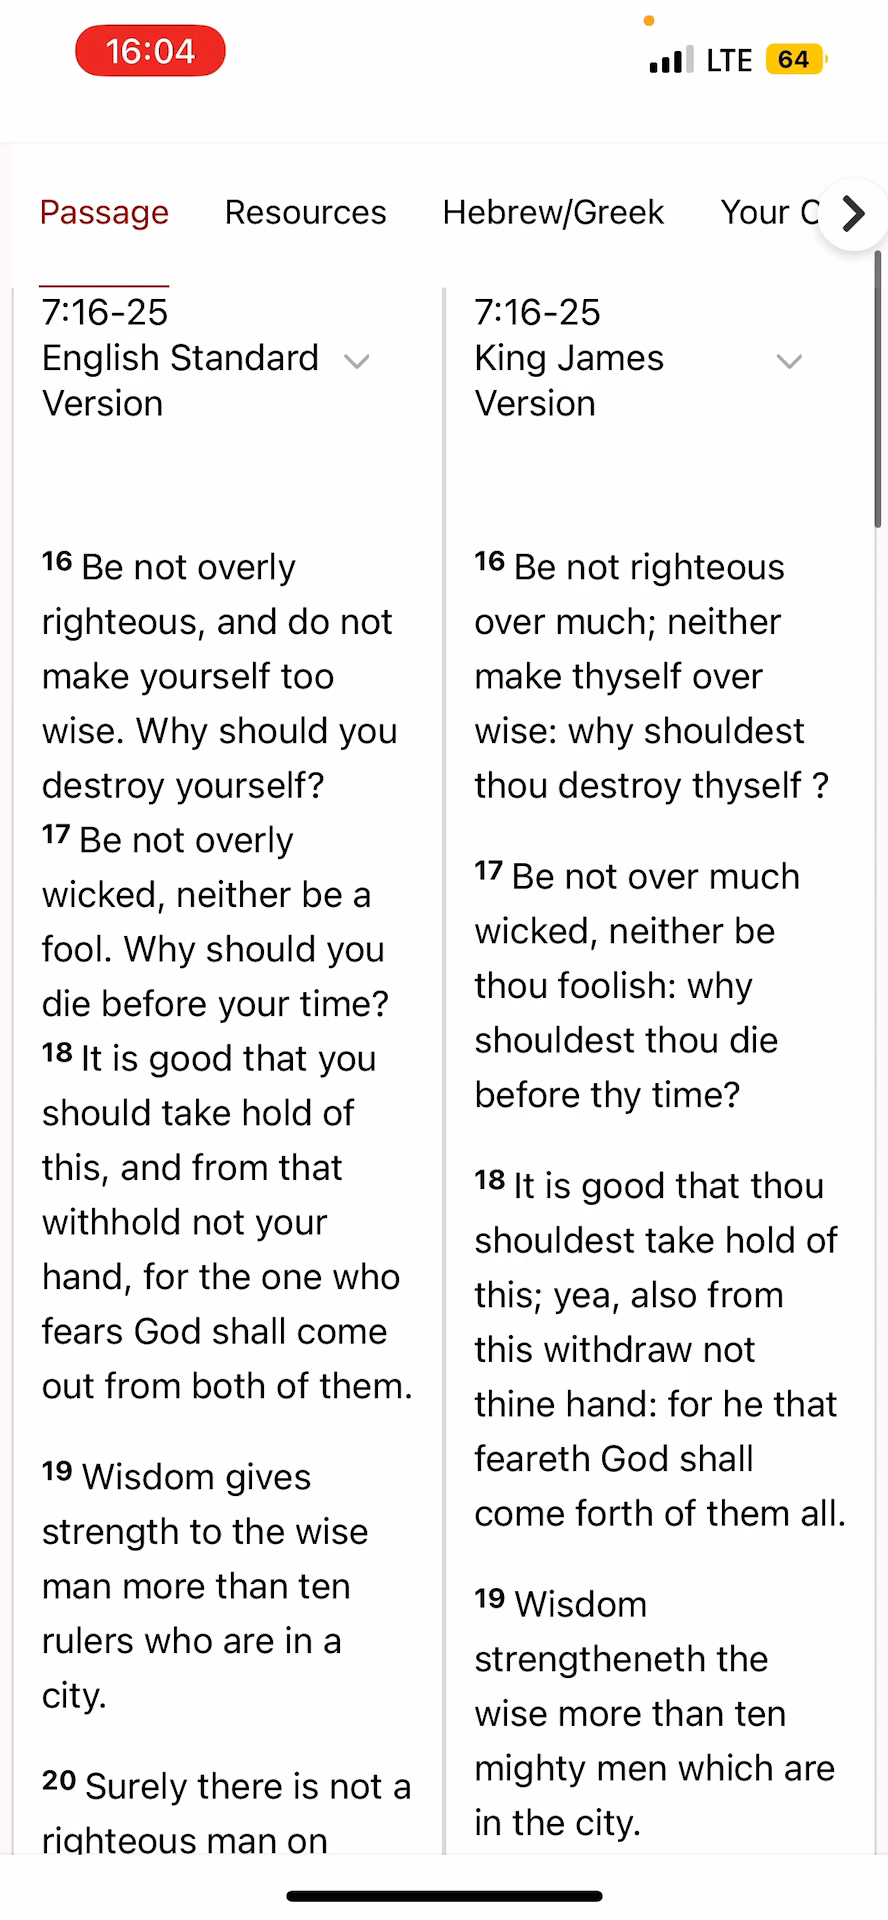 16:04
LTE 64
Passage Resources Hebrew/Greek Your C
7:16-25
English Standard
Version
16 Be not overly
righteous, and do not
make yourself too
wise. Why should you
destroy yourself?
17 Be not overly
wicked, neither be a
fool. Why should you
die before your time?
18 It is good that you
should take hold of
this, and from that
withhold not your
hand, for the one who
fears God shall come
out from both of them.
19 Wisdom gives
strength to the wise
man more than ten
rulers who are in a
city.
20 Surely there is not a
righteous man on
7:16-25
King James
Version
16 Be not righteous
over much; neither
make thyself over
wise: why shouldest
thou destroy thyself ?
17 Be not over much
wicked, neither be
thou foolish: why
shouldest thou die
before thy time?
18 It is good that thou
shouldest take hold of
this; yea, also from
this withdraw not
thine hand: for he that
feareth God shall
come forth of them all.
19 Wisdom
strengtheneth the
wise more than ten
mighty men which are
in the city.